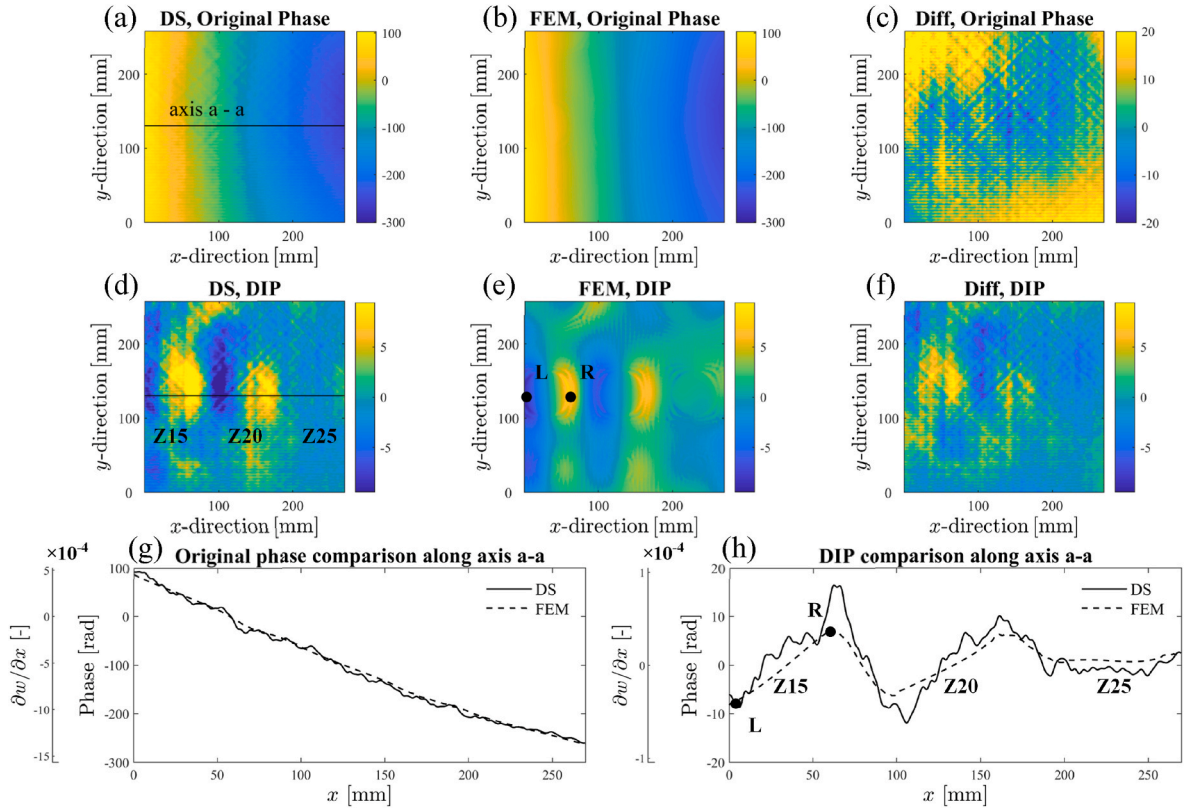 (a) DS, Original Phase
y-direction [mm]
200
100
0
axis a - a
100 200
x-direction [mm]
100
0
-100
-200
-300
(b) FEM, Original Phase
y-direction [mm]
200
100
0
100 200
x-direction [mm]
100
0
-100
-200
-300
(c) Diff, Original Phase
y-direction [mm]
200
100
0
100 200
x-direction [mm]
20
10
0
-10
-20
(d) DS, DIP
y-direction [mm]
200
100
0
Z15 Z20 Z25
100 200
x-direction [mm]
5
0
-5
(e) FEM, DIP
y-direction [mm]
200
100
0
L R
100 200
x-direction [mm]
5
0
-5
(f) Diff, DIP
y-direction [mm]
200
100
0
100 200
x-direction [mm]
5
0
-5
(g) Original phase comparison along axis a-a
×10⁻⁴
∂w/∂x [-]
5
0
-5
-10
-15
Phase [rad]
100
0
-100
-200
-300
DS
FEM
0 50 100 150 200 250
x [mm]
(h) DIP comparison along axis a-a
×10⁻⁴
∂w/∂x [-]
1
0
-1
Phase [rad]
20
10
0
-10
-20
DS
FEM
R
Z15 Z20 Z25
L
0 50 100 150 200 250
x [mm]